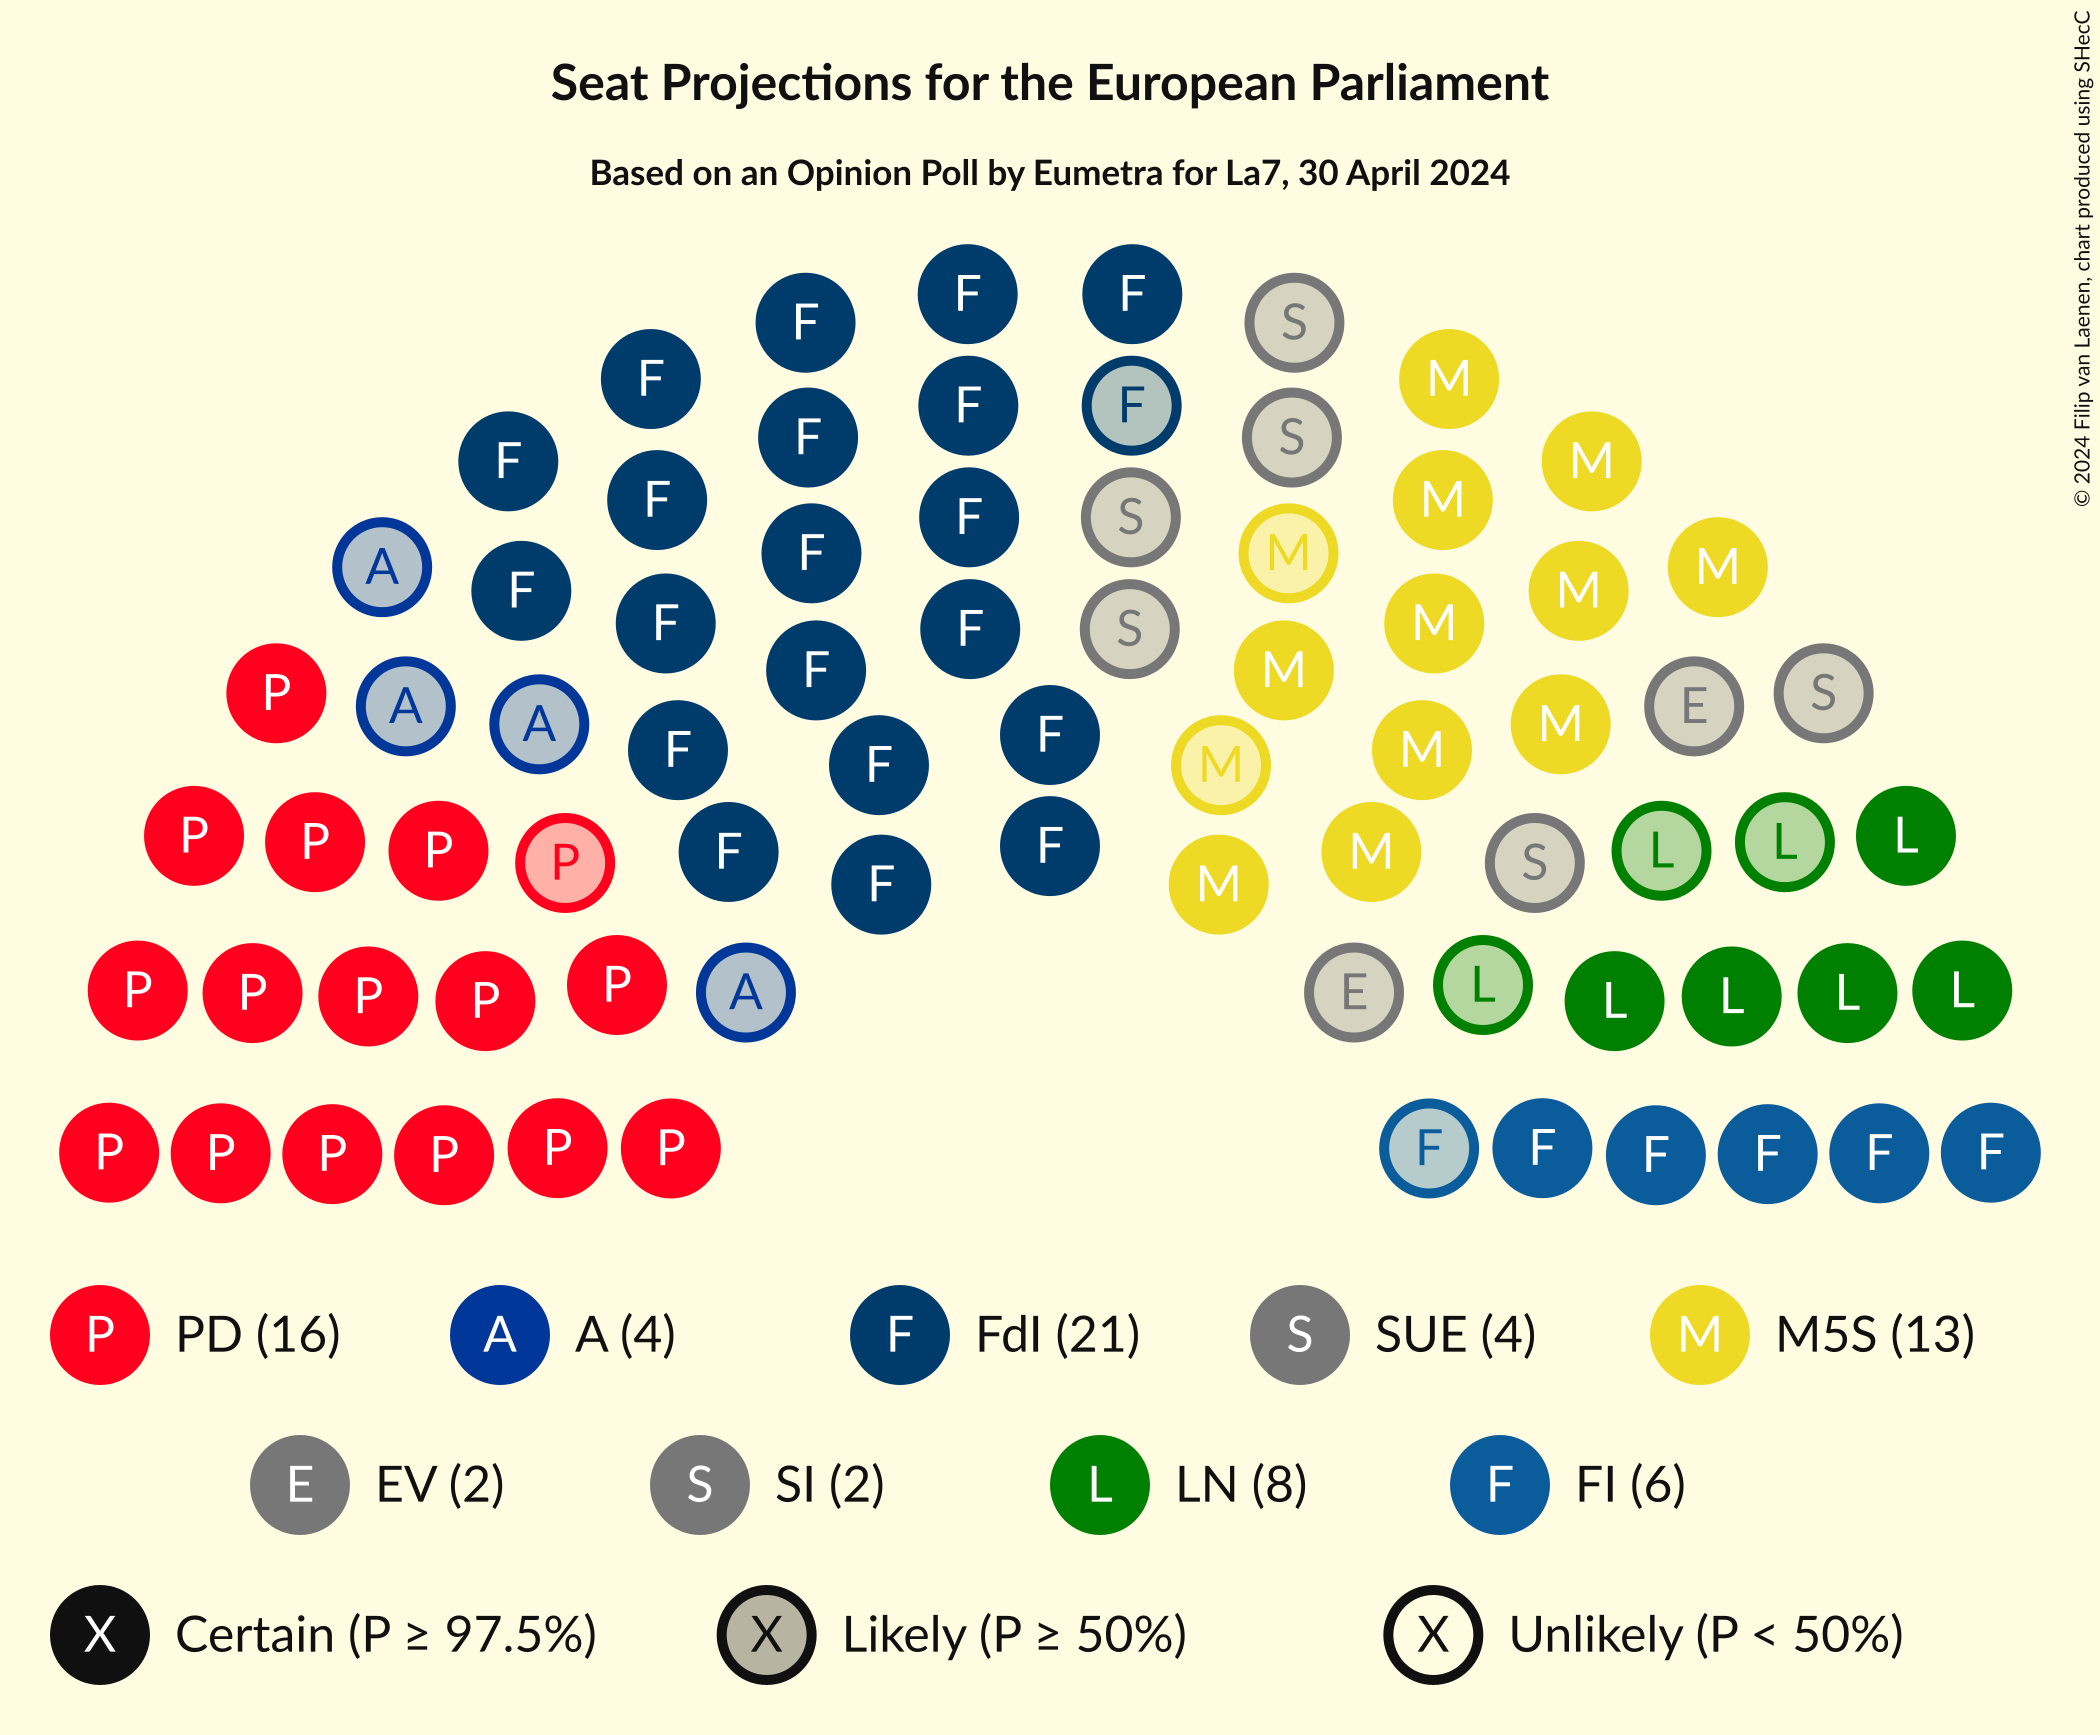 Seat Projections for the European Parliament
Based on an Opinion Poll by Eumetra for La7, 30 April 2024
© 2024 Filip van Laenen, chart produced using SHecC
F F
F S
F M
F F
F S
F M
F M
F S
F M
A M
F M
F M
F S
F M
P S
A E
A M
F M
F M
F
P L
P L
P L
P S
F M
F M
F
P L
P L
P L
P L
P L
A E
P F
P F
P F
P F
P F
P F
P PD (16) A A (4) F FdI (21) S SUE (4) M M5S (13)
E EV (2) S SI (2) L LN (8) F FI (6)
X Certain (P ≥ 97.5%) X Likely (P ≥ 50%) X Unlikely (P < 50%)